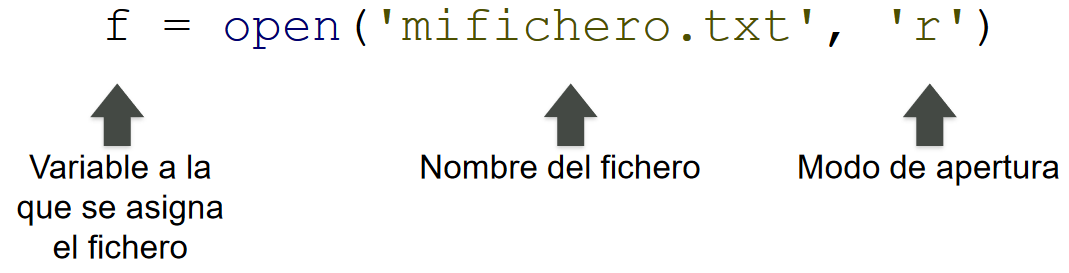 f = open('mifichero.txt', 'r')
Variable a la
que se asigna
el fichero
Nombre del fichero
Modo de apertura